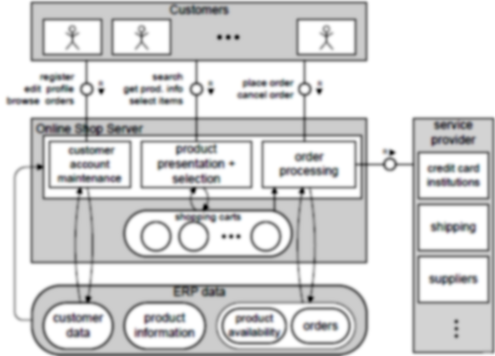 Customers
register
edit profile
browse orders
search
get prod. info
select items
place order
cancel order
Online Shop Server
customer
account
maintenance
product
presentation +
selection
order
processing
shopping carts
service
provider
credit card
institutions
shipping
suppliers
ERP data
customer
data
product
information
product
availability
orders